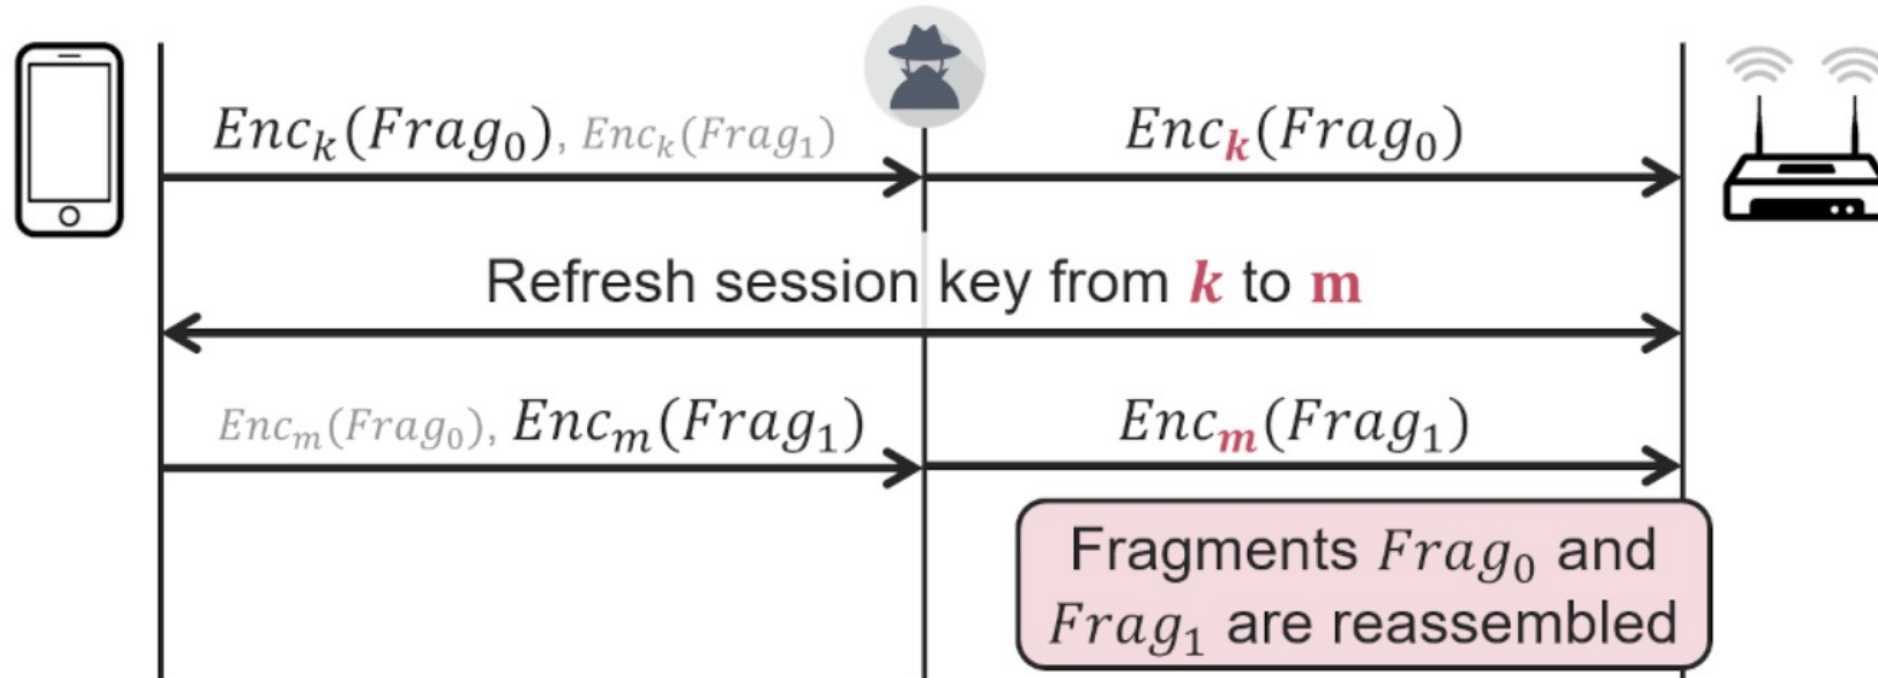 Enc_k(Frag_0), Enc_k(Frag_1)
Enc_k(Frag_0)
Refresh session key from k to m
Enc_m(Frag_0), Enc_m(Frag_1)
Enc_m(Frag_1)
Fragments Frag_0 and
Frag_1 are reassembled